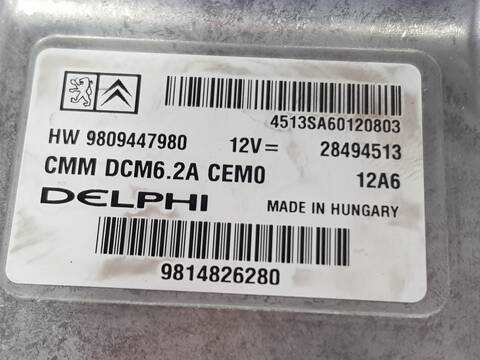 4513SA60120803
HW 9809447980 12V= 28494513
CMM DCM6.2A CEM0 12A6
DELPHI MADE IN HUNGARY
9814826280